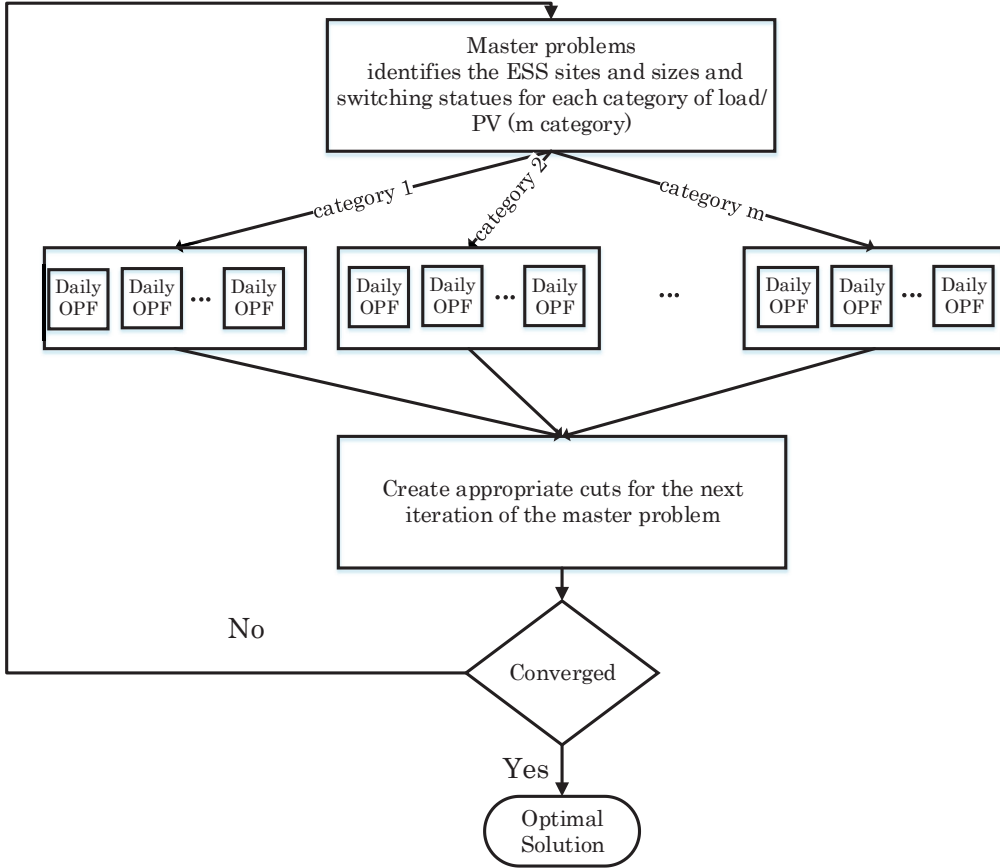 Master problems
identifies the ESS sites and sizes and
switching statues for each category of load/
PV (m category)
category 1
category 2
category m
Daily
OPF
Daily
OPF
...
Daily
OPF
Daily
OPF
Daily
OPF
...
Daily
OPF
...
Daily
OPF
Daily
OPF
...
Daily
OPF
Create appropriate cuts for the next
iteration of the master problem
No
Converged
Yes
Optimal
Solution